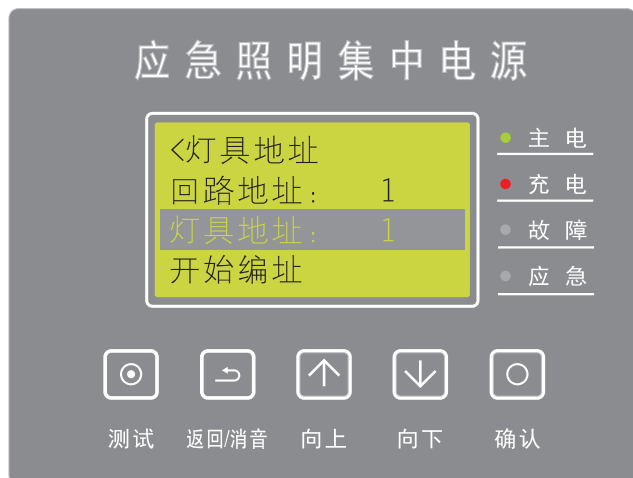 应急照明集中电源
<灯具地址
回路地址： 1
灯具地址： 1
开始编址
主电
充电
故障
应急
测试 返回/消音 向上 向下 确认